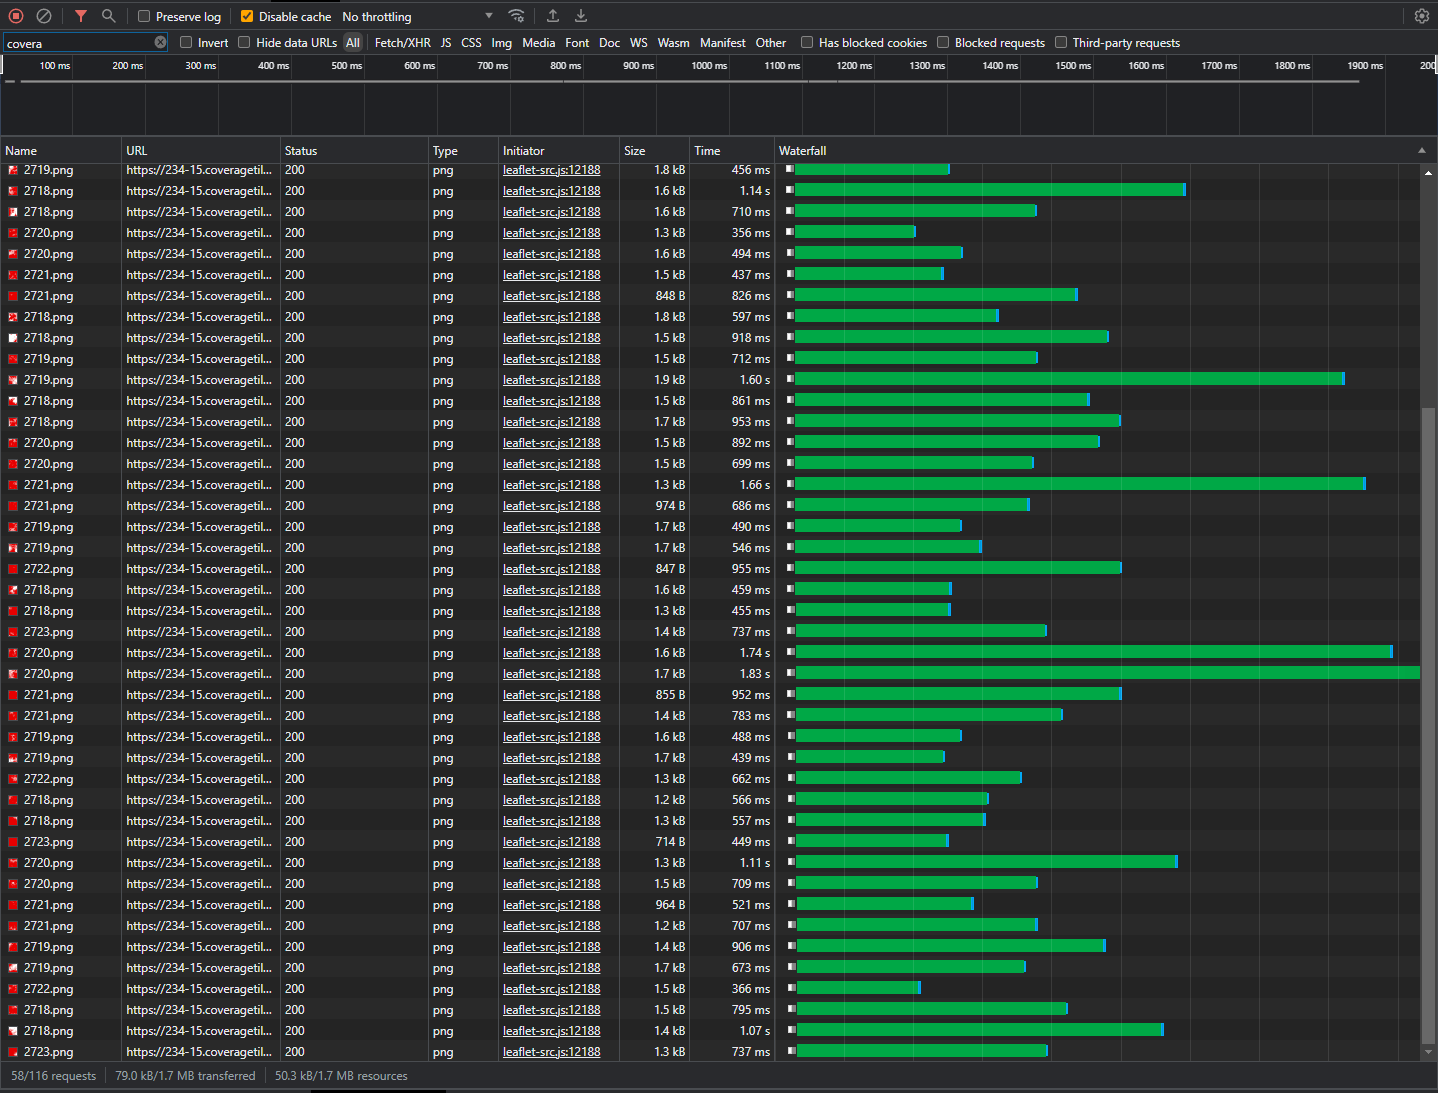 Preserve log Disable cache No throttling
covera Invert Hide data URLs All Fetch/XHR JS CSS Img Media Font Doc WS Wasm Manifest Other Has blocked cookies Blocked requests Third-party requests
100 ms 200 ms 300 ms 400 ms 500 ms 600 ms 700 ms 800 ms 900 ms 1000 ms 1100 ms 1200 ms 1300 ms 1400 ms 1500 ms 1600 ms 1700 ms 1800 ms 1900 ms 200
Name URL Status Type Initiator Size Time Waterfall
2719.png https://234-15.coveragetil... 200 png leaflet-src.js:12188 1.8 kB 456 ms
2718.png https://234-15.coveragetil... 200 png leaflet-src.js:12188 1.6 kB 1.14 s
2718.png https://234-15.coveragetil... 200 png leaflet-src.js:12188 1.6 kB 710 ms
2720.png https://234-15.coveragetil... 200 png leaflet-src.js:12188 1.3 kB 356 ms
2720.png https://234-15.coveragetil... 200 png leaflet-src.js:12188 1.6 kB 494 ms
2721.png https://234-15.coveragetil... 200 png leaflet-src.js:12188 1.5 kB 437 ms
2721.png https://234-15.coveragetil... 200 png leaflet-src.js:12188 848 B 826 ms
2718.png https://234-15.coveragetil... 200 png leaflet-src.js:12188 1.8 kB 597 ms
2718.png https://234-15.coveragetil... 200 png leaflet-src.js:12188 1.5 kB 918 ms
2719.png https://234-15.coveragetil... 200 png leaflet-src.js:12188 1.5 kB 712 ms
2719.png https://234-15.coveragetil... 200 png leaflet-src.js:12188 1.9 kB 1.60 s
2718.png https://234-15.coveragetil... 200 png leaflet-src.js:12188 1.5 kB 861 ms
2718.png https://234-15.coveragetil... 200 png leaflet-src.js:12188 1.7 kB 953 ms
2720.png https://234-15.coveragetil... 200 png leaflet-src.js:12188 1.5 kB 892 ms
2720.png https://234-15.coveragetil... 200 png leaflet-src.js:12188 1.5 kB 699 ms
2721.png https://234-15.coveragetil... 200 png leaflet-src.js:12188 1.3 kB 1.66 s
2721.png https://234-15.coveragetil... 200 png leaflet-src.js:12188 974 B 686 ms
2719.png https://234-15.coveragetil... 200 png leaflet-src.js:12188 1.7 kB 490 ms
2719.png https://234-15.coveragetil... 200 png leaflet-src.js:12188 1.7 kB 546 ms
2722.png https://234-15.coveragetil... 200 png leaflet-src.js:12188 847 B 955 ms
2718.png https://234-15.coveragetil... 200 png leaflet-src.js:12188 1.6 kB 459 ms
2718.png https://234-15.coveragetil... 200 png leaflet-src.js:12188 1.3 kB 455 ms
2723.png https://234-15.coveragetil... 200 png leaflet-src.js:12188 1.4 kB 737 ms
2720.png https://234-15.coveragetil... 200 png leaflet-src.js:12188 1.6 kB 1.74 s
2720.png https://234-15.coveragetil... 200 png leaflet-src.js:12188 1.7 kB 1.83 s
2721.png https://234-15.coveragetil... 200 png leaflet-src.js:12188 855 B 952 ms
2721.png https://234-15.coveragetil... 200 png leaflet-src.js:12188 1.4 kB 783 ms
2719.png https://234-15.coveragetil... 200 png leaflet-src.js:12188 1.6 kB 488 ms
2719.png https://234-15.coveragetil... 200 png leaflet-src.js:12188 1.7 kB 439 ms
2722.png https://234-15.coveragetil... 200 png leaflet-src.js:12188 1.3 kB 662 ms
2718.png https://234-15.coveragetil... 200 png leaflet-src.js:12188 1.2 kB 566 ms
2718.png https://234-15.coveragetil... 200 png leaflet-src.js:12188 1.3 kB 557 ms
2723.png https://234-15.coveragetil... 200 png leaflet-src.js:12188 714 B 449 ms
2720.png https://234-15.coveragetil... 200 png leaflet-src.js:12188 1.3 kB 1.11 s
2720.png https://234-15.coveragetil... 200 png leaflet-src.js:12188 1.5 kB 709 ms
2721.png https://234-15.coveragetil... 200 png leaflet-src.js:12188 964 B 521 ms
2721.png https://234-15.coveragetil... 200 png leaflet-src.js:12188 1.2 kB 707 ms
2719.png https://234-15.coveragetil... 200 png leaflet-src.js:12188 1.4 kB 906 ms
2719.png https://234-15.coveragetil... 200 png leaflet-src.js:12188 1.7 kB 673 ms
2722.png https://234-15.coveragetil... 200 png leaflet-src.js:12188 1.5 kB 366 ms
2718.png https://234-15.coveragetil... 200 png leaflet-src.js:12188 1.5 kB 795 ms
2718.png https://234-15.coveragetil... 200 png leaflet-src.js:12188 1.4 kB 1.07 s
2723.png https://234-15.coveragetil... 200 png leaflet-src.js:12188 1.3 kB 737 ms
58/116 requests 79.0 kB/1.7 MB transferred 50.3 kB/1.7 MB resources